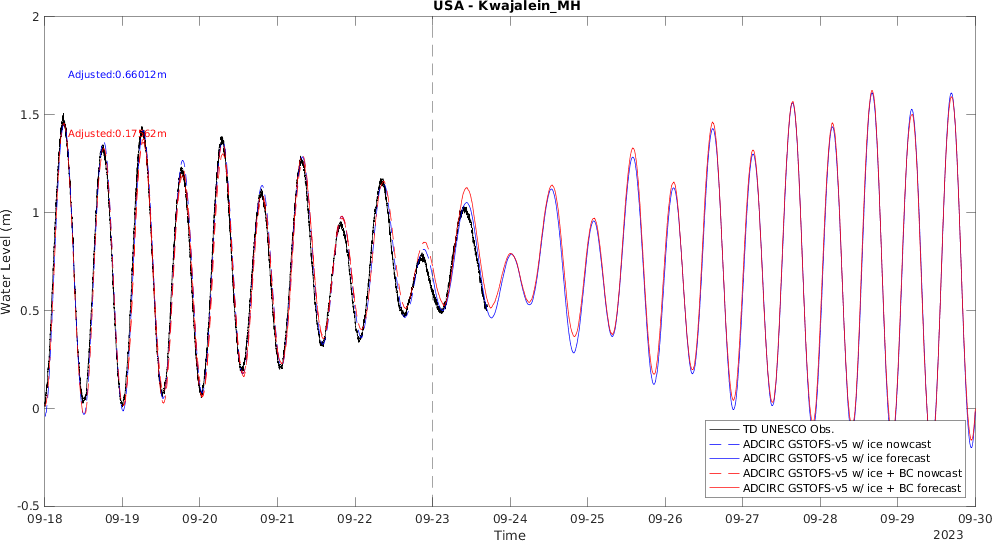 USA - Kwajalein_MH
2
1.5
1
0.5
0
-0.5
Water Level (m)
Adjusted:0.66012m
TD UNESCO Obs.
ADCIRC GSTOFS-v5 w/ ice nowcast
ADCIRC GSTOFS-v5 w/ ice forecast
ADCIRC GSTOFS-v5 w/ ice + BC nowcast
ADCIRC GSTOFS-v5 w/ ice + BC forecast
09-18 09-19 09-20 09-21 09-22 09-23 09-24 09-25 09-26 09-27 09-28 09-29 09-30
Time
2023